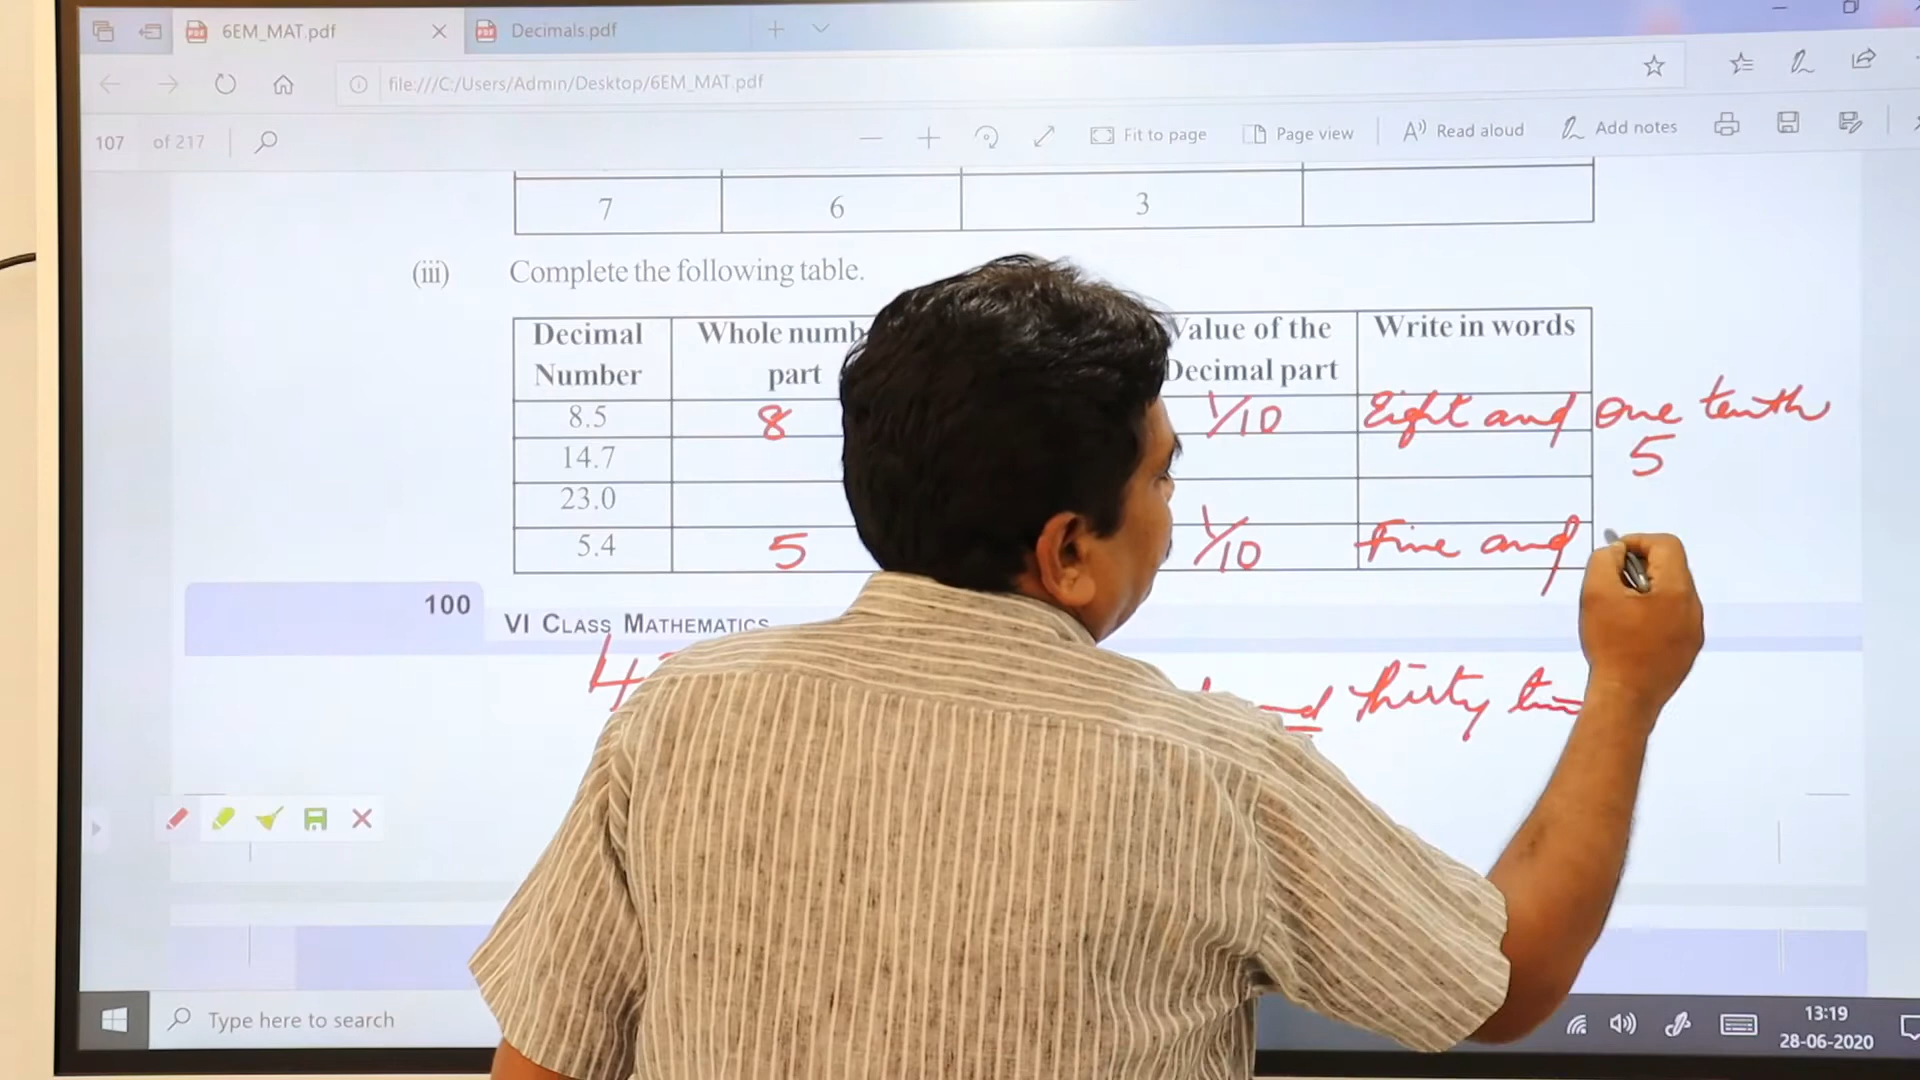 6EM_MAT.pdf
Decimals.pdf
file:///C:/Users/Admin/Desktop/6EM_MAT.pdf
107 of 217
Fit to page
Page view
Read aloud
Add notes
7 6 3
(iii) Complete the following table.
Decimal Number Whole numb part Value of the Decimal part Write in words
8.5 8 1/10 Eight and one tenth
5
14.7
23.0
5.4 5 1/10 Five and
100 VI CLASS MATHEMATICS
4 Thirty
Type here to search
13:19
28-06-2020